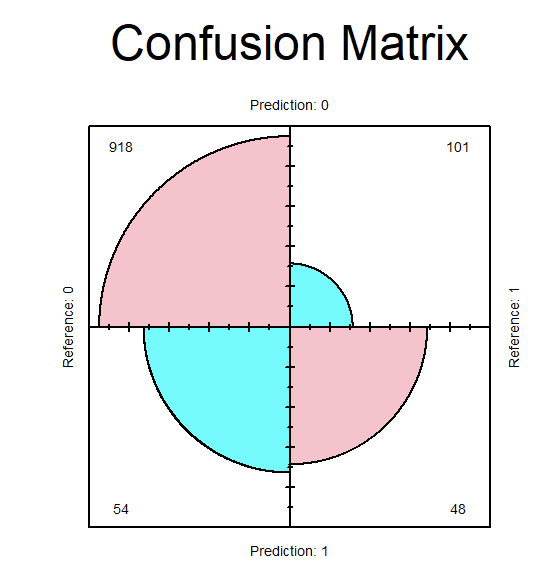 Confusion Matrix
Prediction: 0
918
101
Reference: 0
Reference: 1
54
48
Prediction: 1